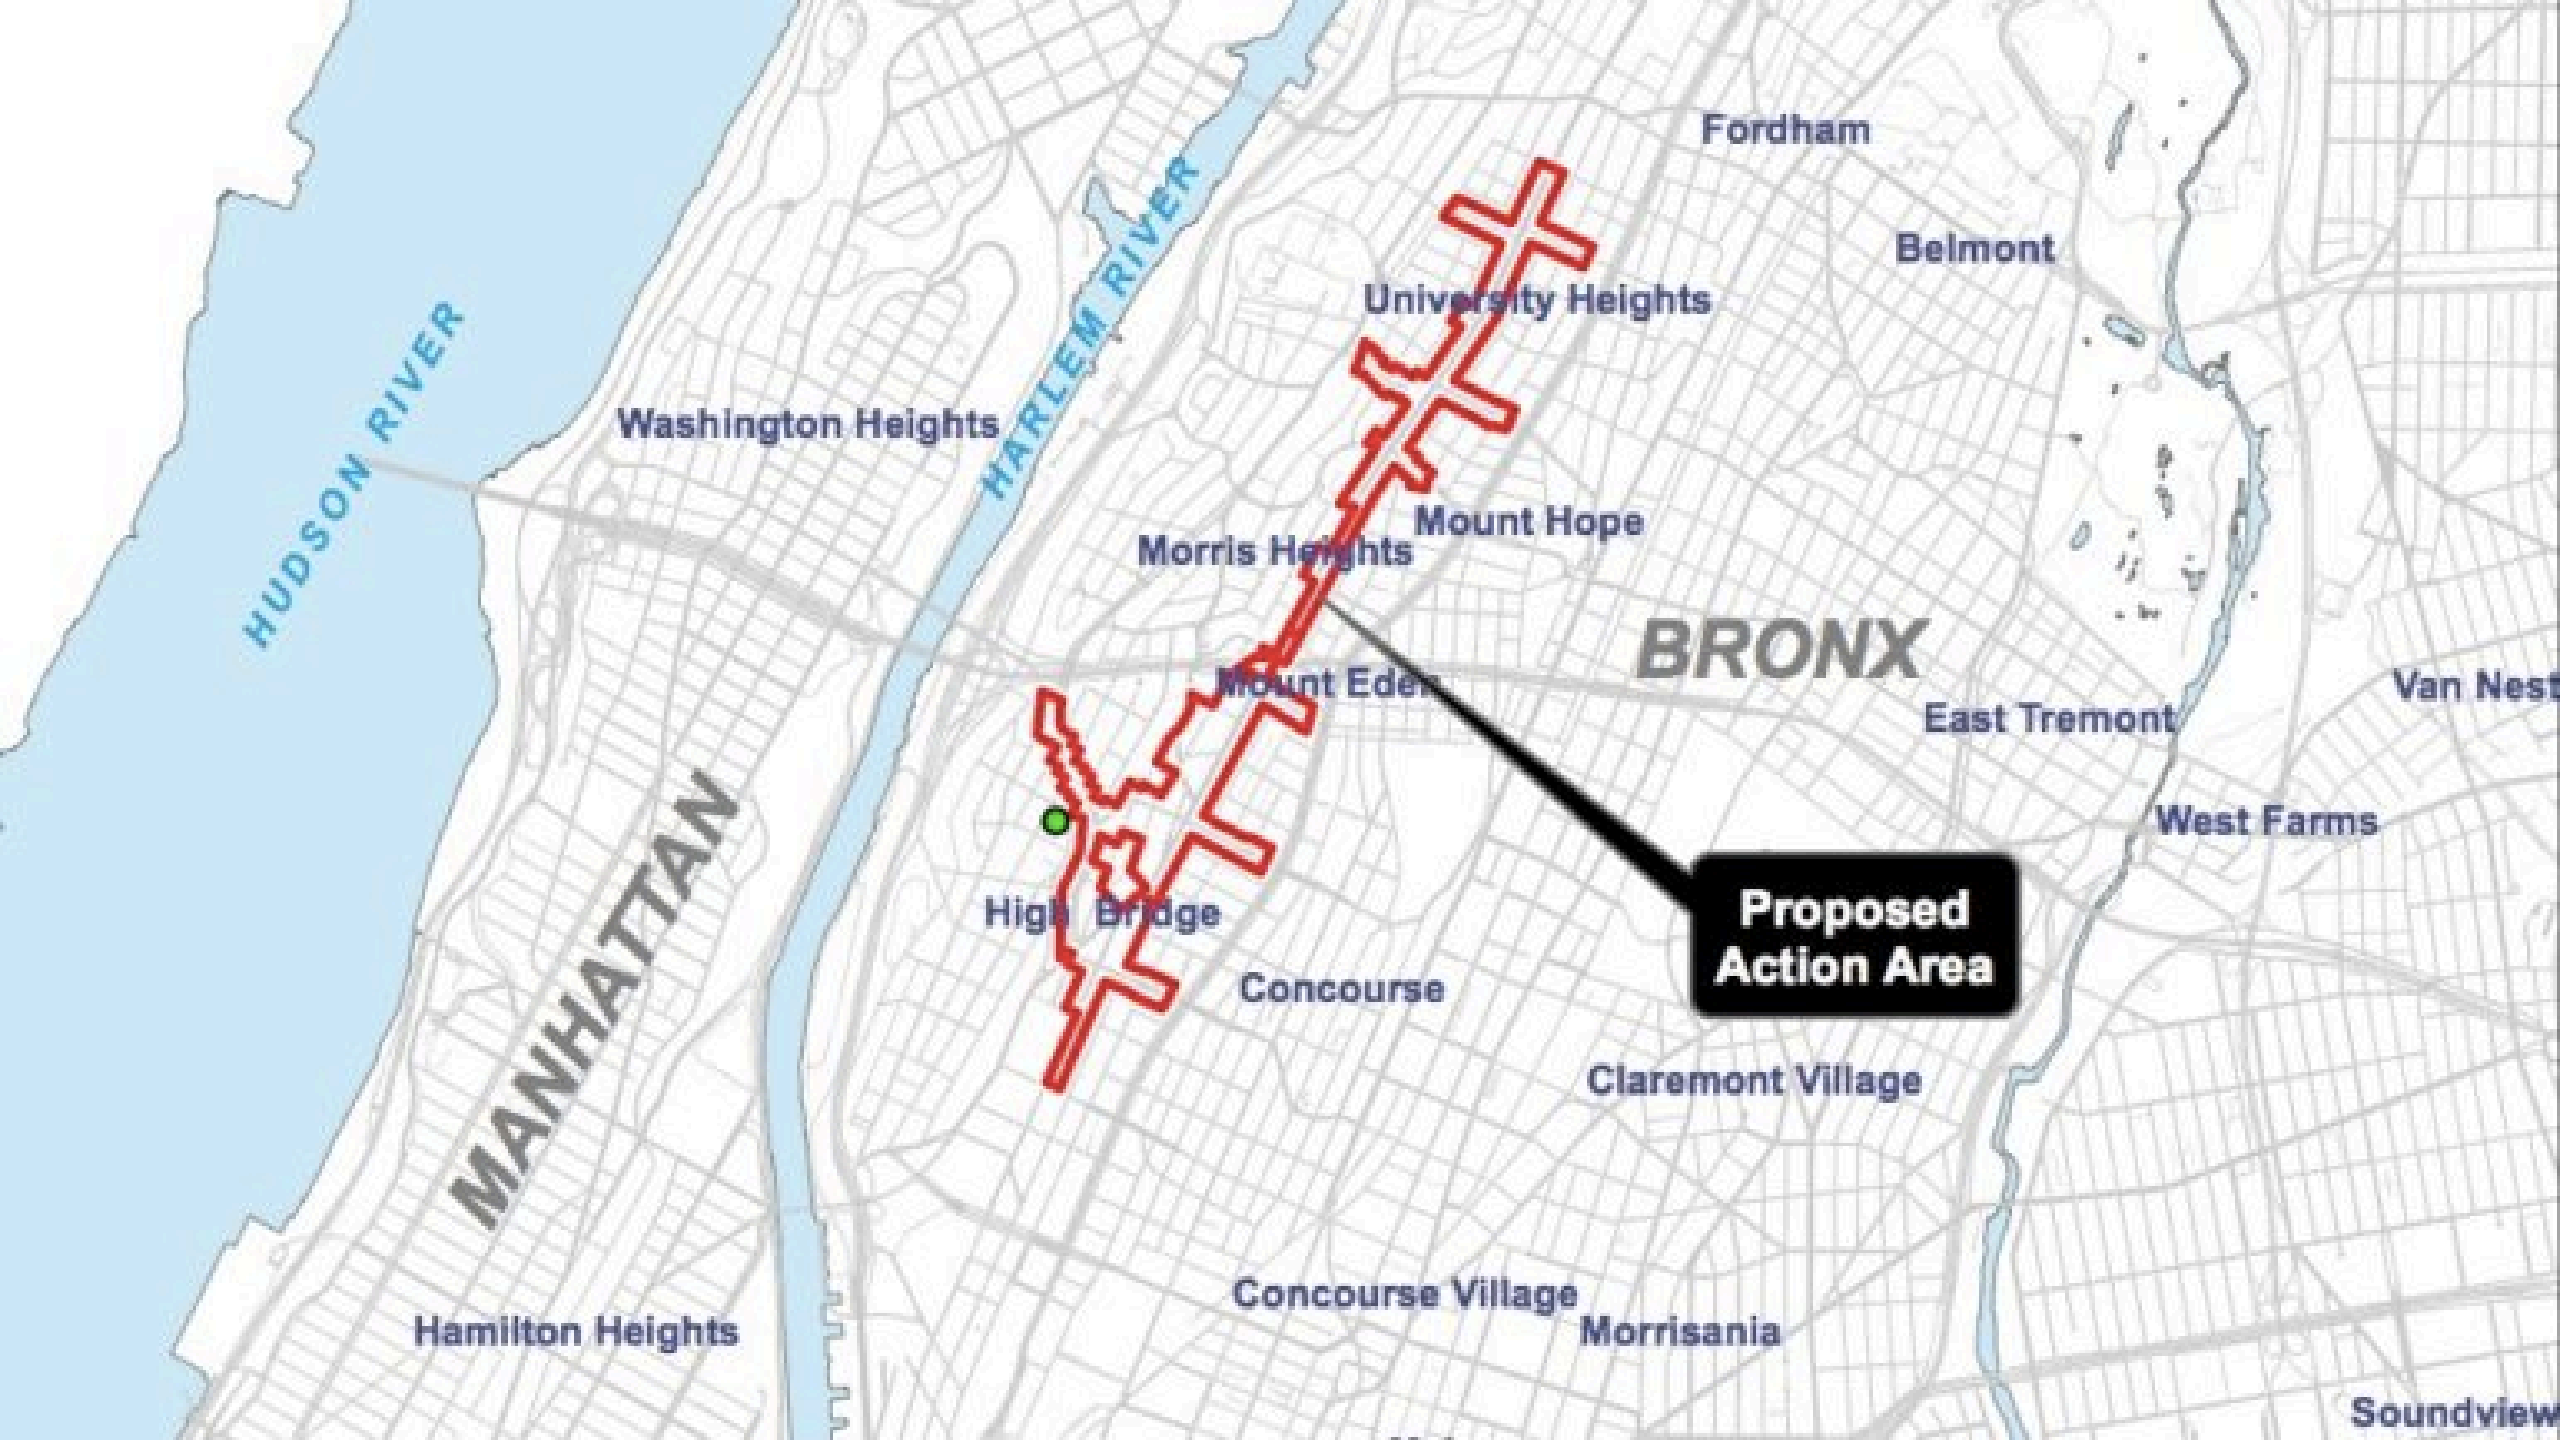 Fordham
HARLEM RIVER
Belmont
University Heights
HUDSON RIVER
Washington Heights
Mount Hope
Morris Heights
BRONX
Mount Eden
Van Nest
East Tremont
MANHATTAN
West Farms
High Bridge
Proposed
Action Area
Concourse
Claremont Village
Concourse Village
Morrisania
Hamilton Heights
Soundview